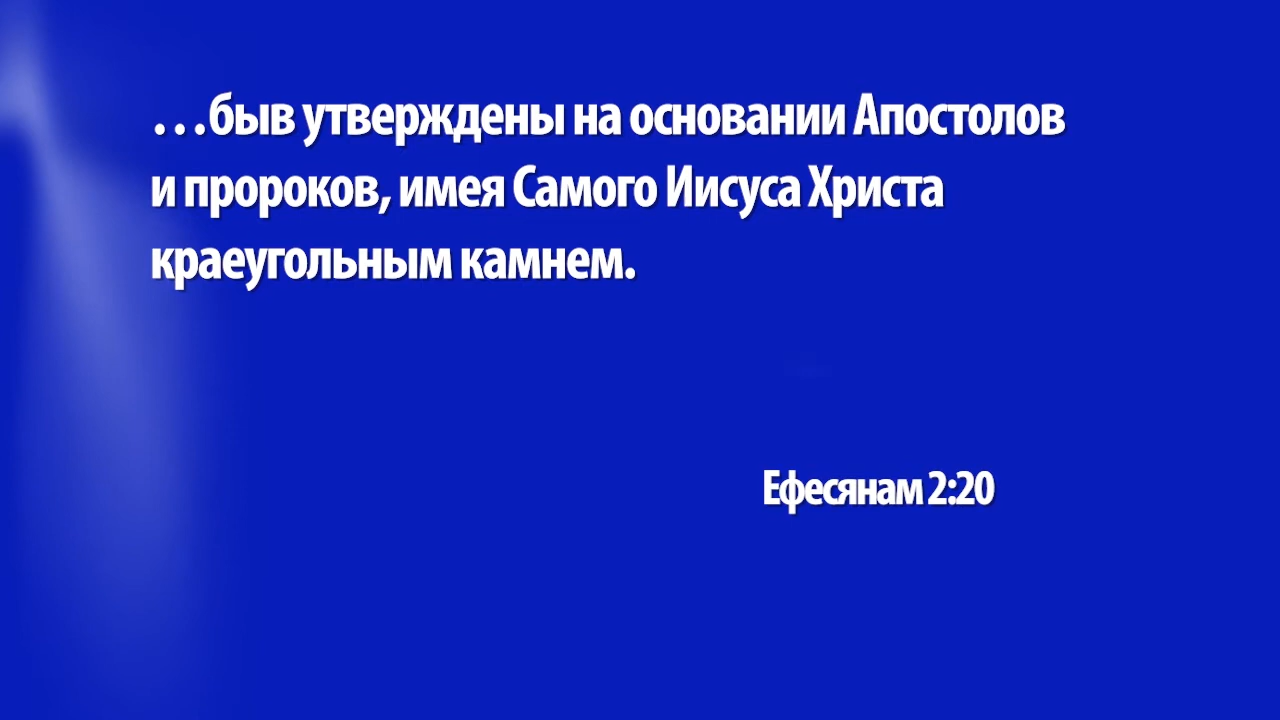 …быв утверждены на основании Апостолов
и пророков, имея Самого Иисуса Христа
краеугольным камнем.
Ефесянам 2:20